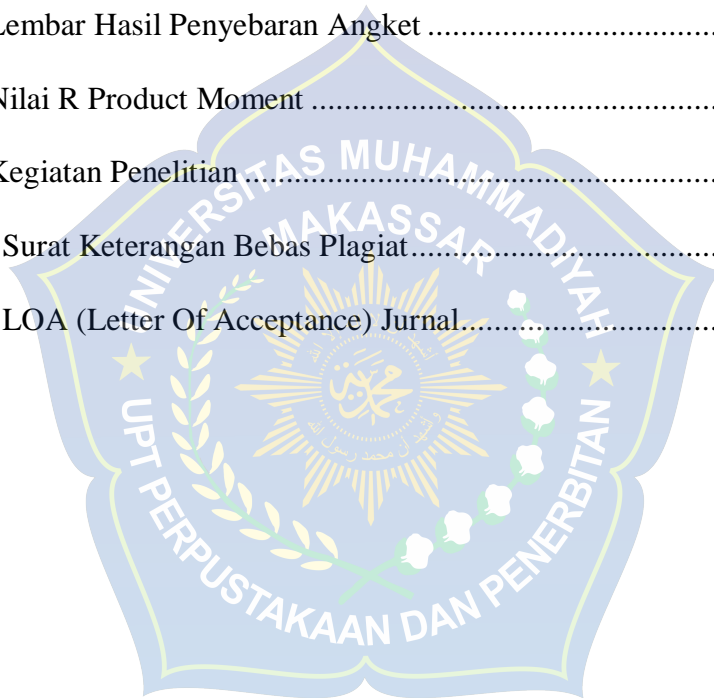 Lembar Hasil Penyebaran Angket ...................................
Nilai R Product Moment ...................................................
Kegiatan Penelitian ............................................................
Surat Keterangan Bebas Plagiat.......................................
LOA (Letter Of Acceptance) Jurnal................................
UNIVERSITAS MUHAMMADIYAH
MAKASSAR
محمدية
UPT PERPUSTAKAAN DAN PENERBITAN